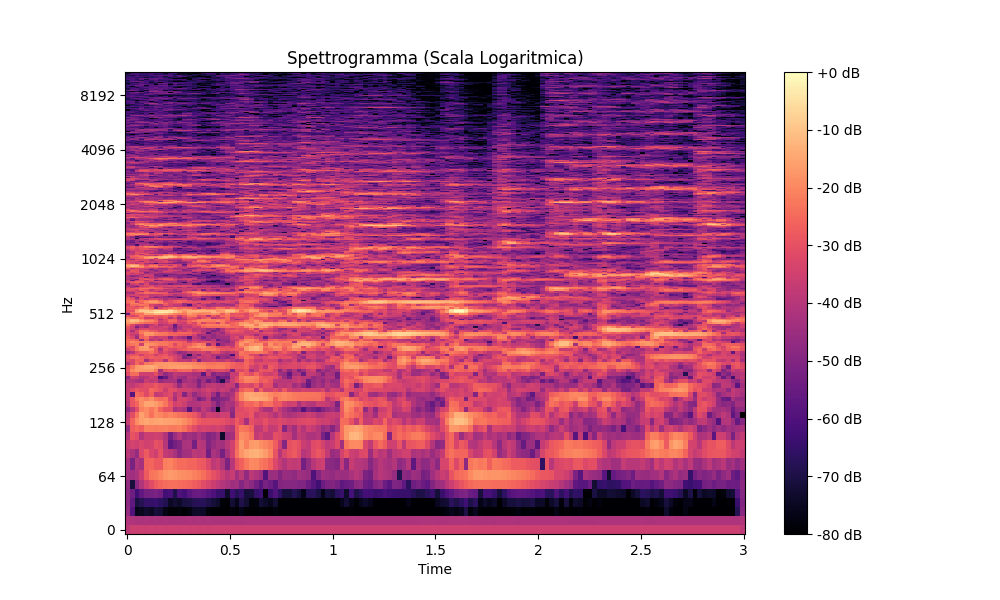 Spettrogramma (Scala Logaritmica)
8192
4096
2048
1024
512
256
128
64
0
Hz
0
0.5
1
1.5
2
2.5
3
Time
+0 dB
-10 dB
-20 dB
-30 dB
-40 dB
-50 dB
-60 dB
-70 dB
-80 dB